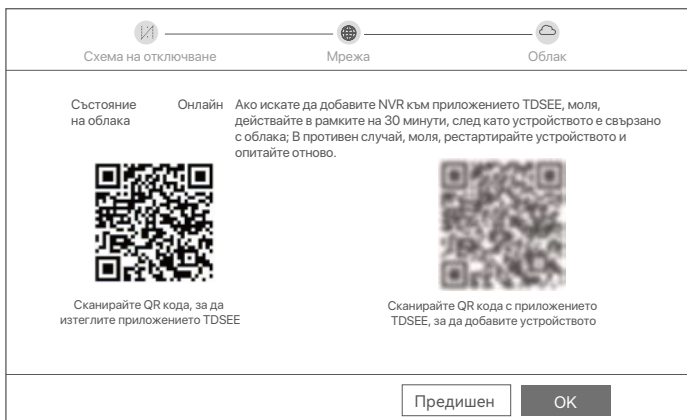 Схема на отключване
Мрежа
Облак
Състояние
на облака
Онлайн
Ако искате да добавите NVR към приложението TDSEE, моля,
действайте в рамките на 30 минути, след като устройството е свързано
с облака; В противен случай, моля, рестартирайте устройството и
опитайте отново.
Сканирайте QR кода, за да
изтеглите приложението TDSEE
Сканирайте QR кода с приложението
TDSEE, за да добавите устройството
Предишен
OK